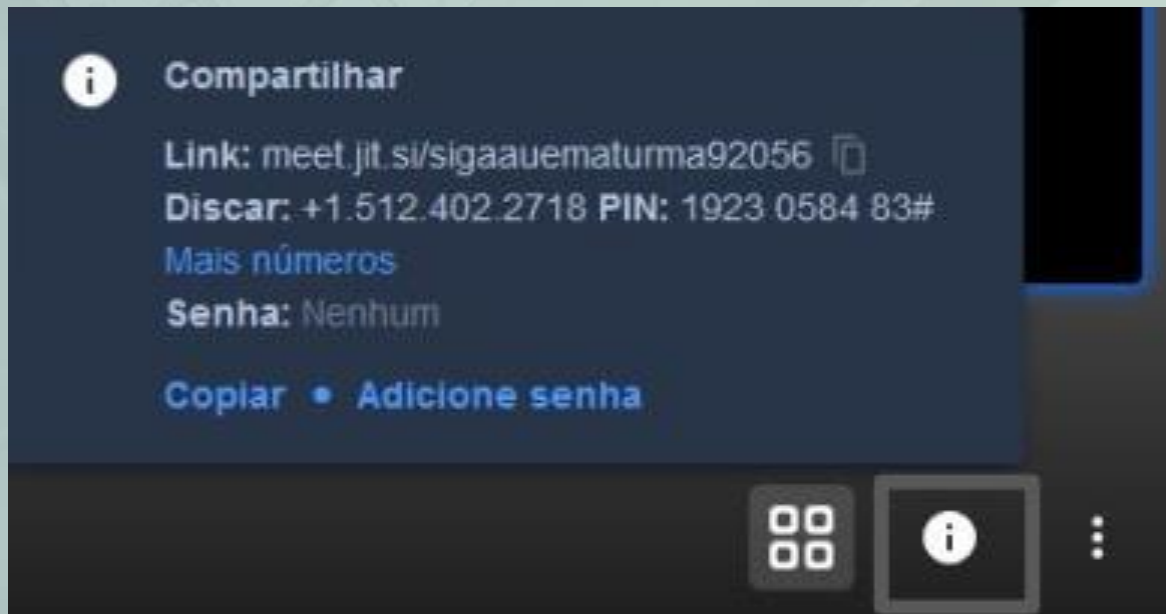 Compartilhar
Link: meet.jit.si/sigaauematurma92056
Discar: +1.512.402.2718 PIN: 1923 0584 83#
Mais números
Senha: Nenhum
Copiar • Adicione senha